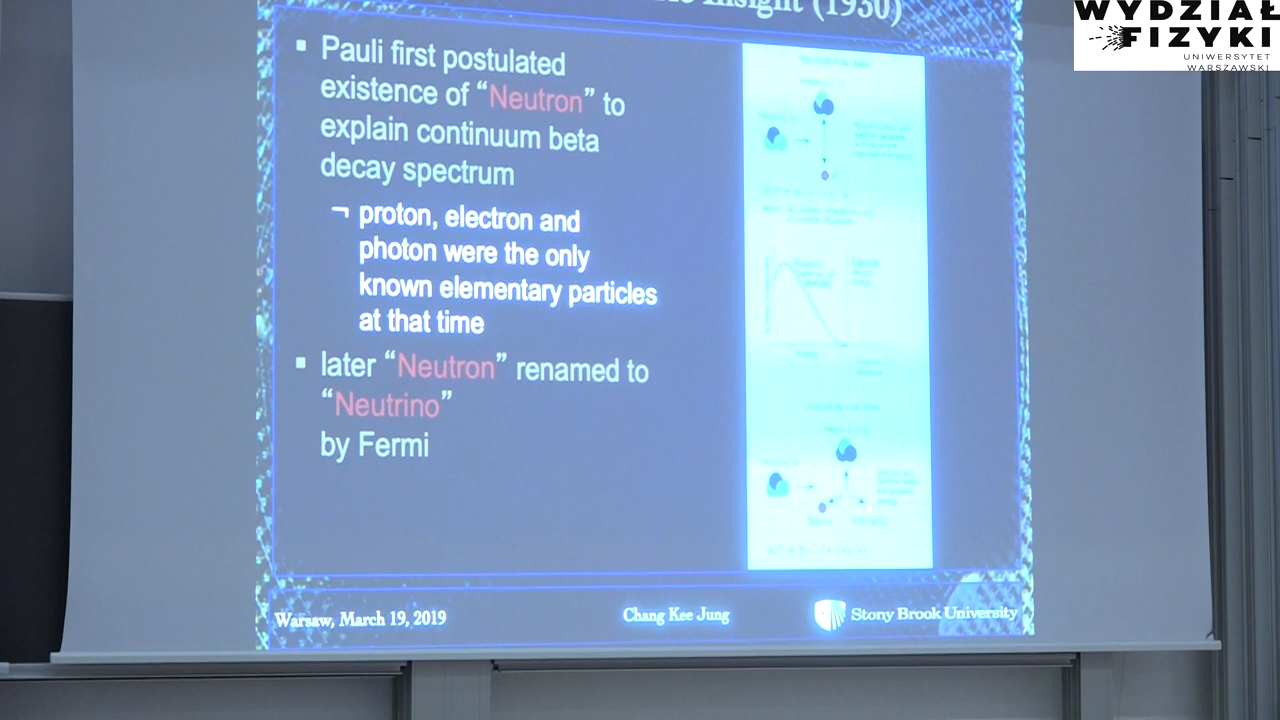 Insight (1930)
WYDZIAŁ
FIZYKI
UNIWERSYTET
WARSZAWSKI
▪ Pauli first postulated
existence of “Neutron” to
explain continuum beta
decay spectrum
¬ proton, electron and
photon were the only
known elementary particles
at that time
▪ later “Neutron” renamed to
“Neutrino”
by Fermi
Warsaw, March 19, 2019
Chang Kee Jung
Stony Brook University